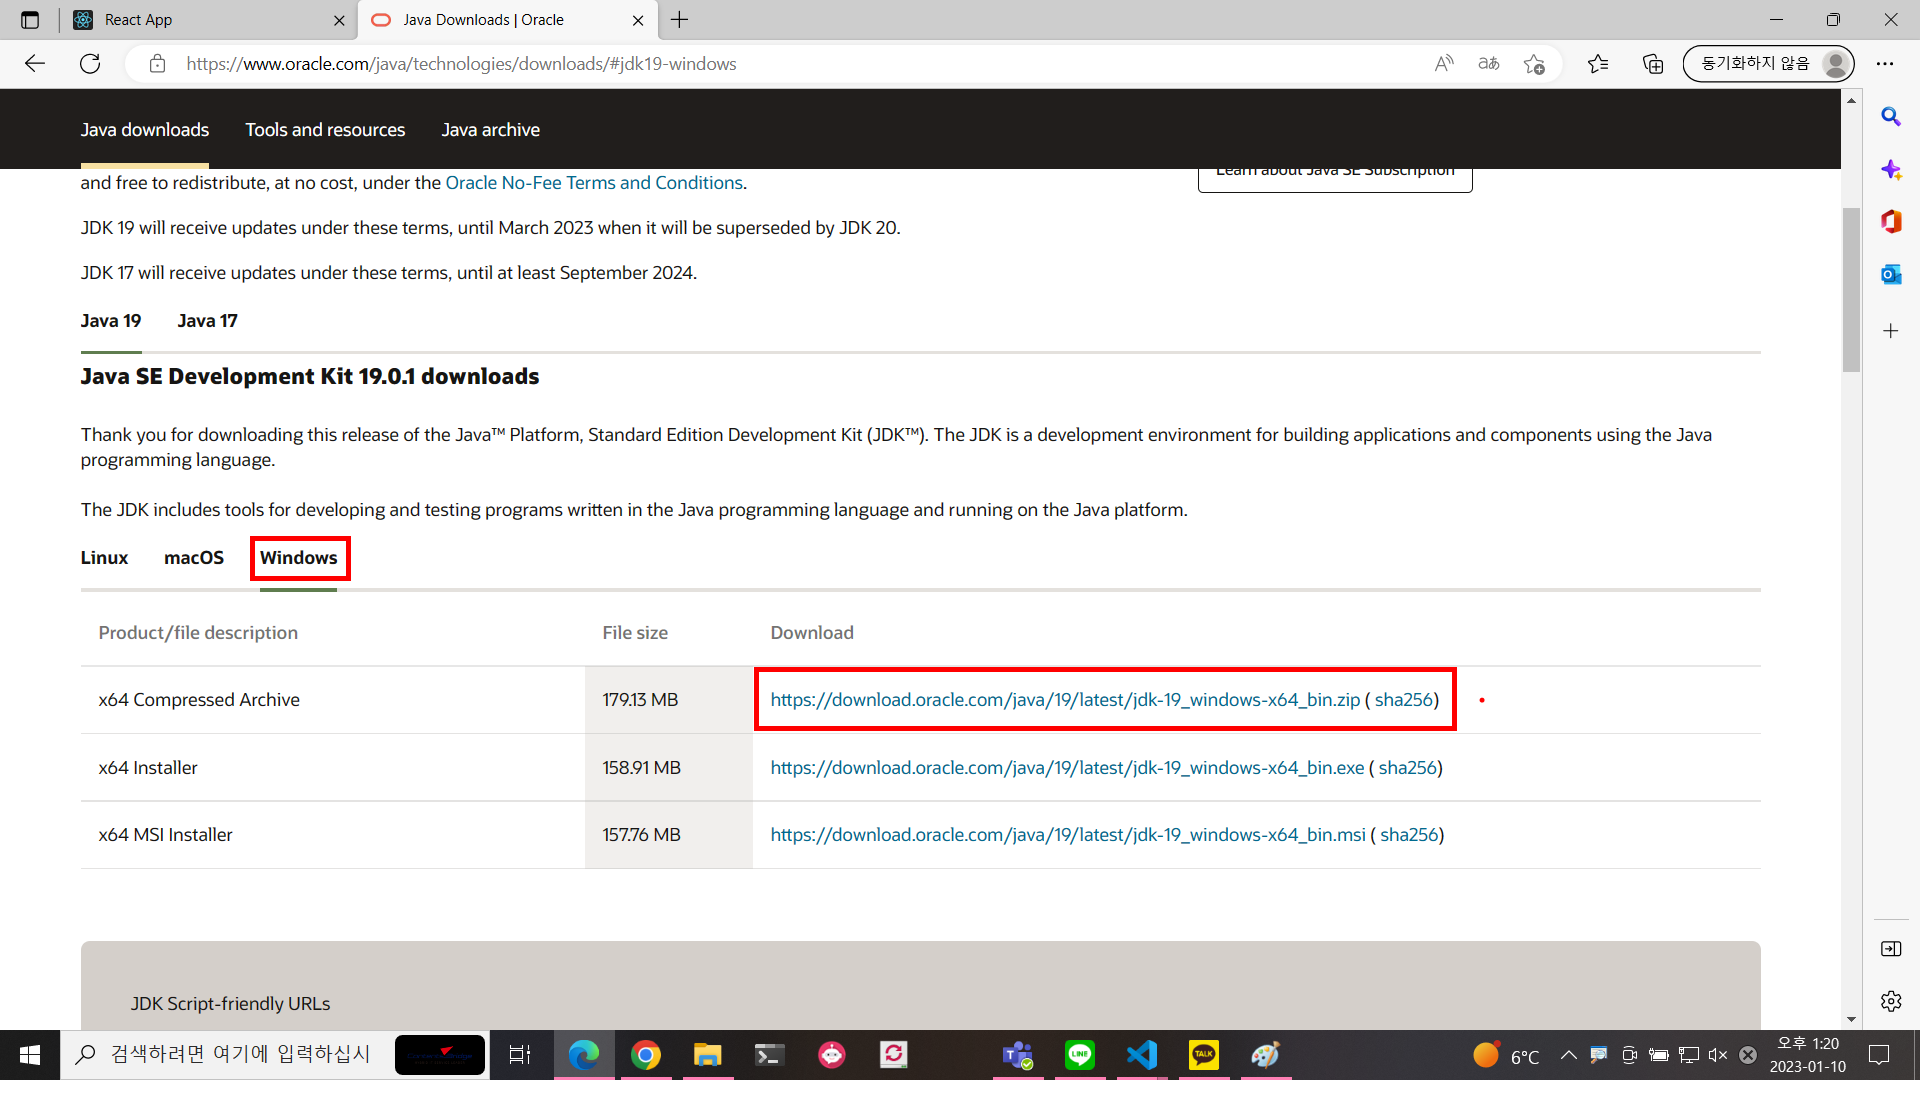 React App
Java Downloads | Oracle
https://www.oracle.com/java/technologies/downloads/#jdk19-windows
동기화하지 않음
Java downloads Tools and resources Java archive
and free to redistribute, at no cost, under the Oracle No-Fee Terms and Conditions.
Learn about Java SE Subscription
JDK 19 will receive updates under these terms, until March 2023 when it will be superseded by JDK 20.
JDK 17 will receive updates under these terms, until at least September 2024.
Java 19 Java 17
Java SE Development Kit 19.0.1 downloads
Thank you for downloading this release of the Java™ Platform, Standard Edition Development Kit (JDK™). The JDK is a development environment for building applications and components using the Java
programming language.
The JDK includes tools for developing and testing programs written in the Java programming language and running on the Java platform.
Linux macOS Windows
Product/file description File size Download
x64 Compressed Archive 179.13 MB https://download.oracle.com/java/19/latest/jdk-19_windows-x64_bin.zip ( sha256)
x64 Installer 158.91 MB https://download.oracle.com/java/19/latest/jdk-19_windows-x64_bin.exe ( sha256)
x64 MSI Installer 157.76 MB https://download.oracle.com/java/19/latest/jdk-19_windows-x64_bin.msi ( sha256)
JDK Script-friendly URLs
검색하려면 여기에 입력하십시
LINE
TALK
6°C
오후 1:20
2023-01-10